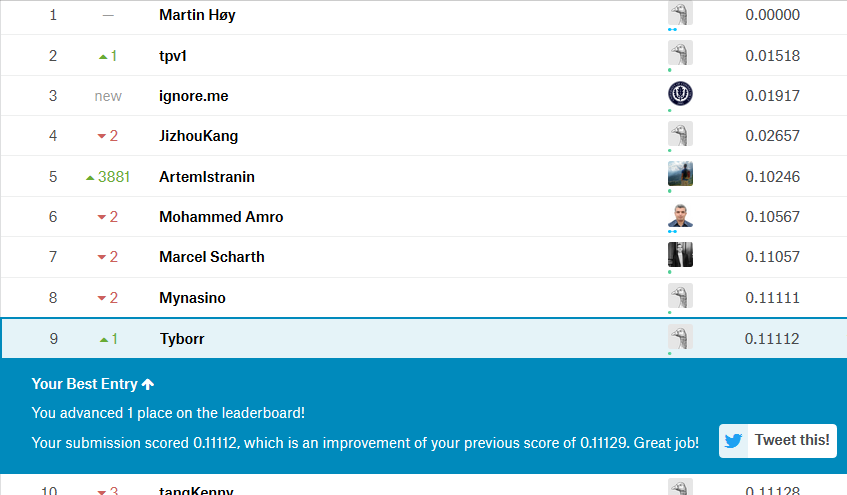 1 — Martin Høy 0.00000
2 1 tpv1 0.01518
3 new ignore.me 0.01917
4 2 JizhouKang 0.02657
5 3881 ArtemIstranin 0.10246
6 2 Mohammed Amro 0.10567
7 2 Marcel Scharth 0.11057
8 2 Mynasino 0.11111
9 1 Tyborr 0.11112
Your Best Entry
You advanced 1 place on the leaderboard!
Your submission scored 0.11112, which is an improvement of your previous score of 0.11129. Great job!
Tweet this!
10 3 tangKenny 0.11128